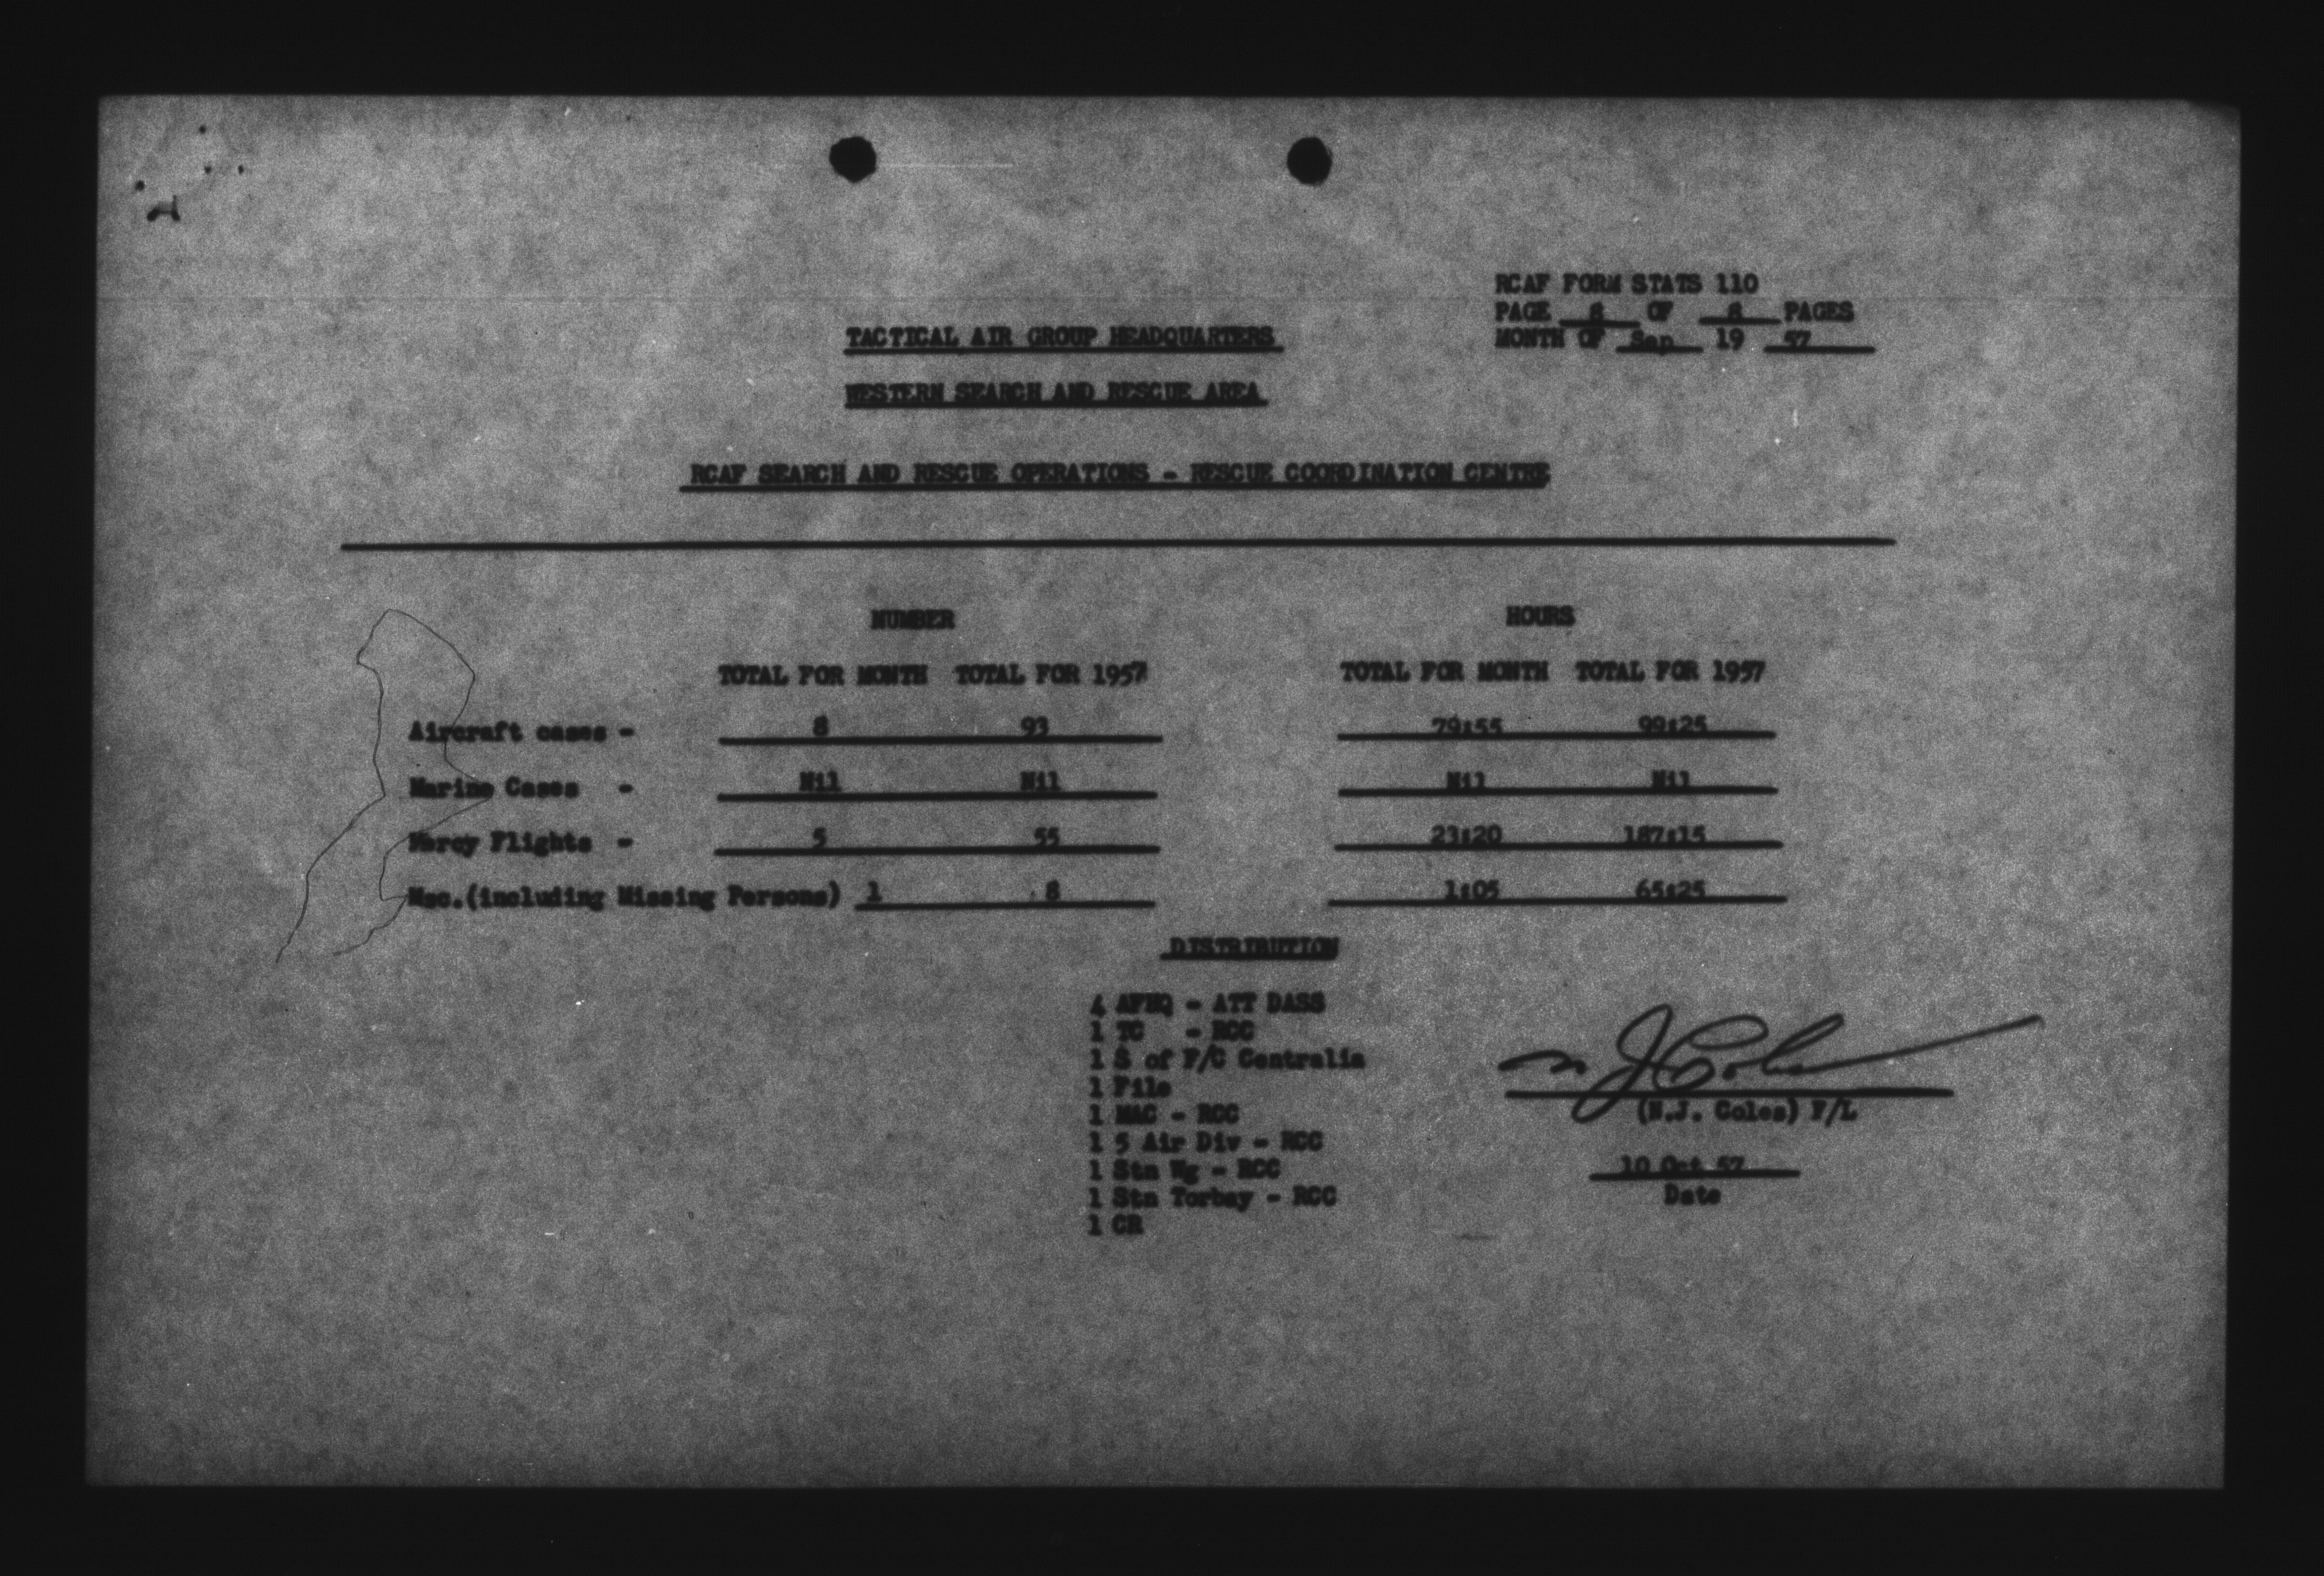 RCAF FORM STATS 110
PAGE 8 OF 8 PAGES
MONTH OF Sep 19 57
TACTICAL AIR GROUP HEADQUARTERS
WESTERN SEARCH AND RESCUE AREA
RCAF SEARCH AND RESCUE OPERATIONS - RESCUE COORDINATION CENTRE
NUMBER HOURS
TOTAL FOR MONTH TOTAL FOR 1957 TOTAL FOR MONTH TOTAL FOR 1957
Aircraft cases - 8 93 79:55 99:25
Marine Cases - Nil Nil Nil Nil
Mercy Flights - 5 55 23:20 187:15
Msc.(including Missing Persons) 1 8 1:05 65:25
DISTRIBUTION
4 AFHQ - ATT DASS
1 TC - RCC
1 S of F/C Centralia
1 File
1 MAC - RCC
1 5 Air Div - RCC
1 Stn Wg - RCC
1 Stn Torbay - RCC
1 CR
N J Coles
(N.J. Coles) F/L
10 Oct 57
Date